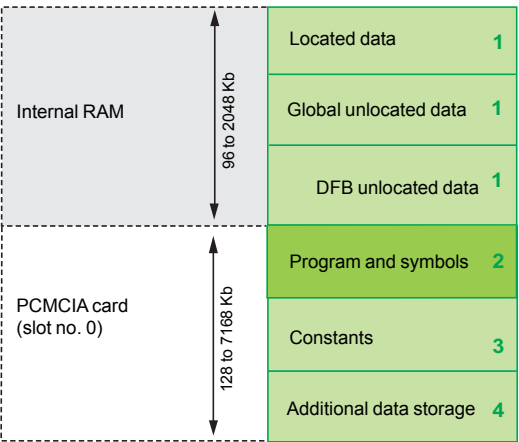 Located data 1
Internal RAM
96 to 2048 Kb
Global unlocated data 1
DFB unlocated data 1
Program and symbols 2
PCMCIA card
(slot no. 0)
128 to 7168 Kb
Constants 3
Additional data storage 4